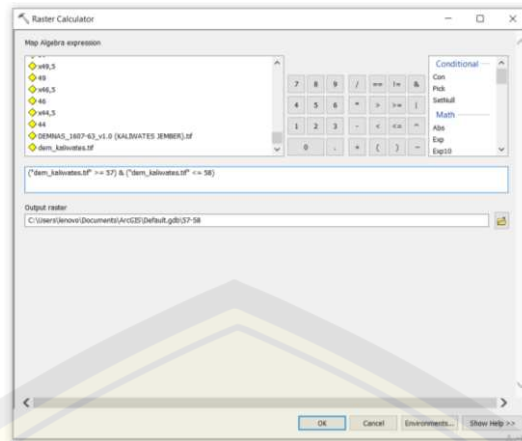 Raster Calculator
Map Algebra expression
x49,5
49
x46,5
46
x44,5
44
DEMNAS_1607-63_v1.0 (KALIWATES JEMBER).tif
dem_kaliwates.tif
7 8 9 / == != &
4 5 6 * > >= |
1 2 3 - < <= ^
0 . + ( ) ~
Conditional
Con
Pick
SetNull
Math
Abs
Exp
Exp10
("dem_kaliwates.tif" >= 57) & ("dem_kaliwates.tif" <= 58)
Output raster
C:\Users\lenovo\Documents\ArcGIS\Default.gdb\57-58
OK Cancel Environments... Show Help >>